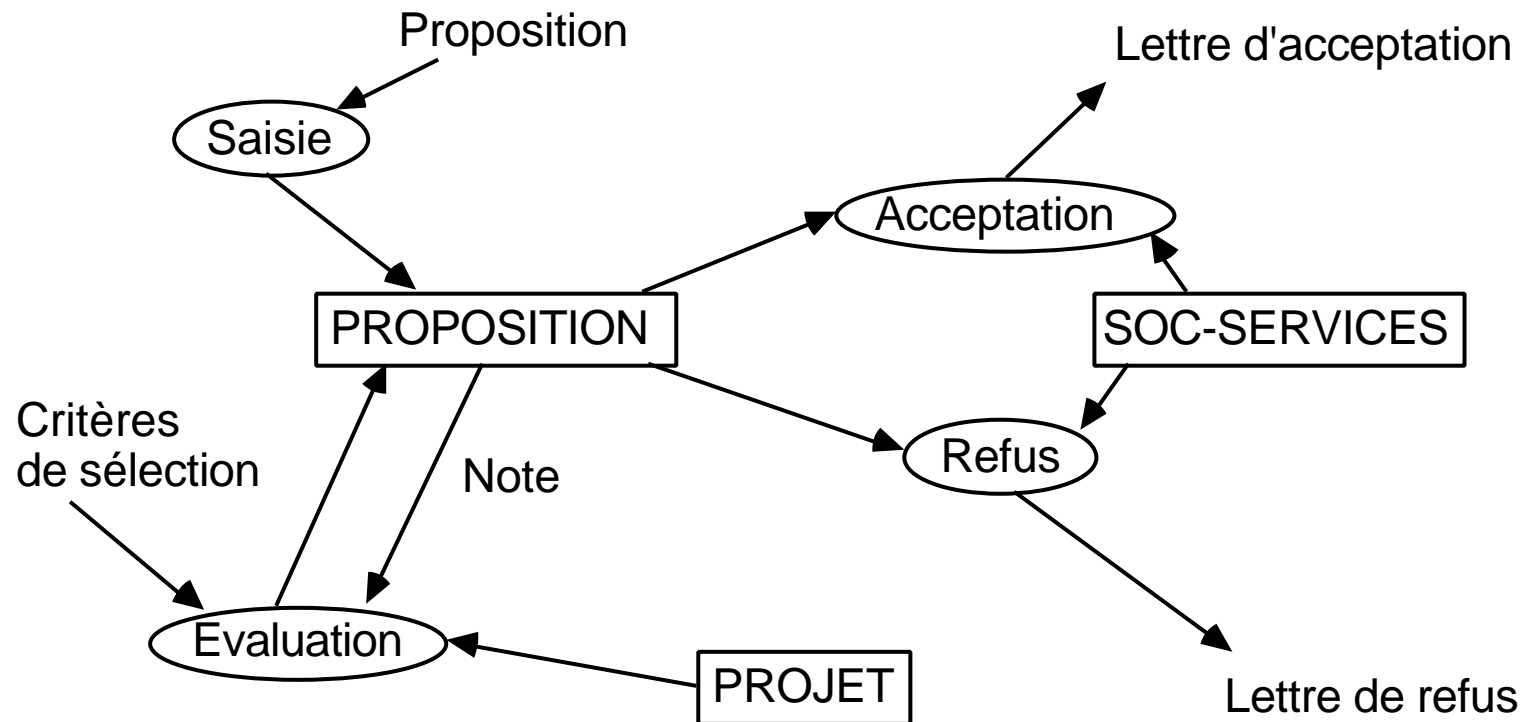 Proposition
Lettre d'acceptation
Saisie
Acceptation
PROPOSITION
SOC-SERVICES
Critères
de sélection
Note
Refus
Evaluation
PROJET
Lettre de refus